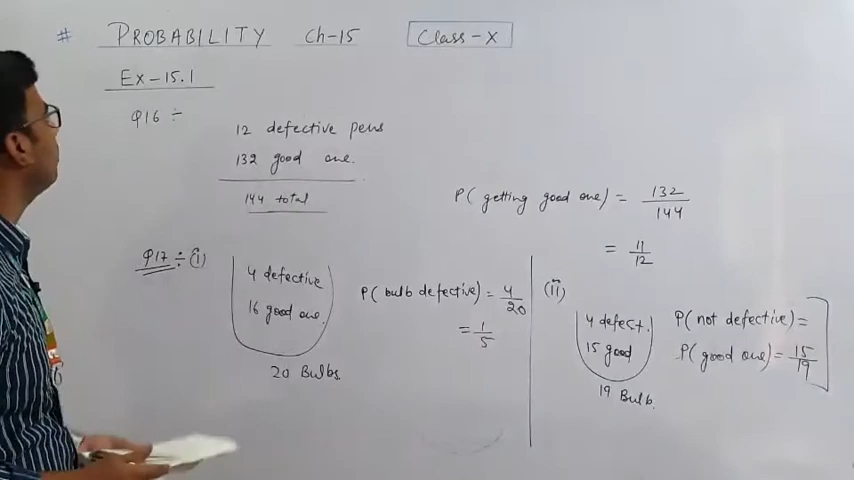 # PROBABILITY Ch-15 Class-X
Ex-15.1
Q16 ÷
12 defective pens
132 good one.
144 total
P( getting good one) = 132/144
= 11/12
Q17 ÷ (i)
4 defective
16 good one.
20 Bulbs.
P( bulb defective) = 4/20
= 1/5
(ii)
4 defect.
15 good
19 Bulb.
P( not defective) =
P( good one) = 15/19